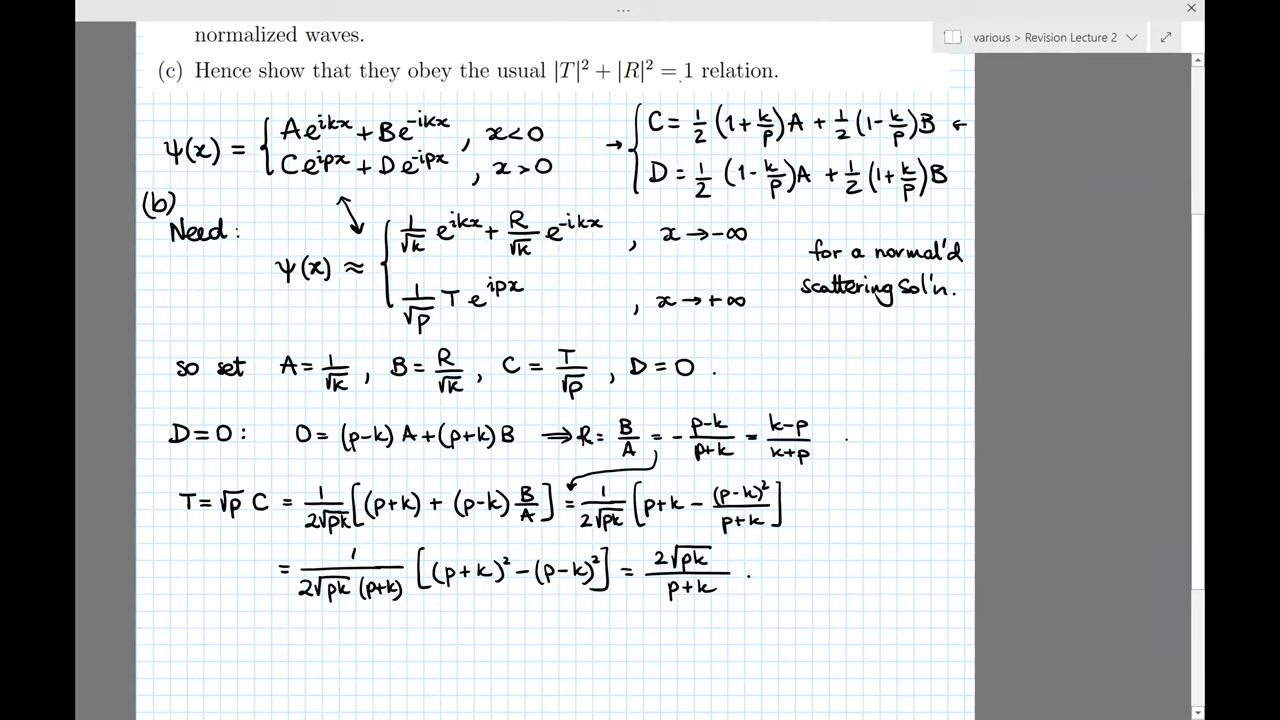 normalized waves.
various > Revision Lecture 2
(c) Hence show that they obey the usual |T|² + |R|² = 1 relation.
ψ(x) = { Ae^{ikx} + Be^{-ikx}, x<0
Ce^{ipx} + De^{-ipx}, x>0
→ { C = 1/2 (1+k/p)A + 1/2 (1-k/p)B ←
D = 1/2 (1-k/p)A + 1/2 (1+k/p)B
(b)
Need:
ψ(x) ≈ { 1/√k e^{ikx} + R/√k e^{-ikx}, x → -∞
1/√p T e^{ipx}, x → +∞
for a normal'd
scattering sol'n.
so set A = 1/√k, B = R/√k, C = T/√p, D = 0.
D=0: 0 = (p-k) A + (p+k) B ⟹ R = B/A = - (p-k)/(p+k) = (k-p)/(k+p).
T = √p C = 1/(2√pk) [(p+k) + (p-k) B/A] = 1/(2√pk) [p+k - (p-k)²/(p+k)]
= 1/(2√pk (p+k)) [(p+k)² - (p-k)²] = 2√pk/(p+k).